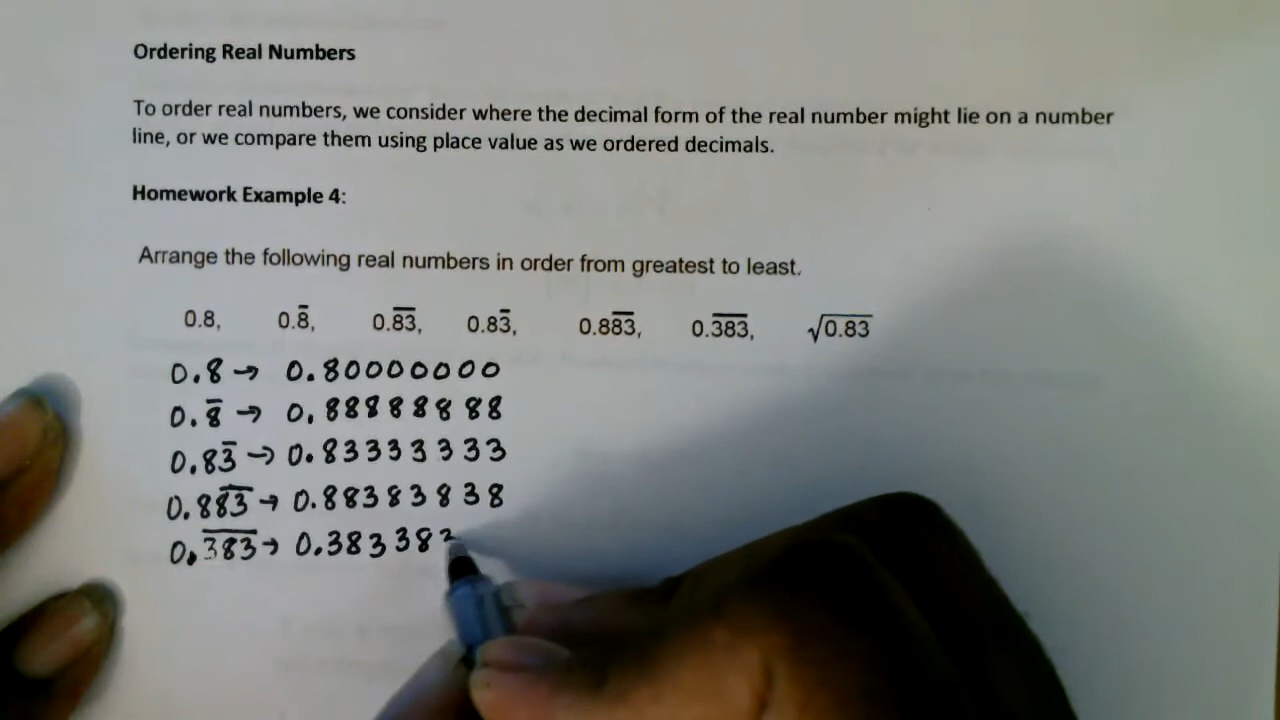 Ordering Real Numbers
To order real numbers, we consider where the decimal form of the real number might lie on a number
line, or we compare them using place value as we ordered decimals.
Homework Example 4:
Arrange the following real numbers in order from greatest to least.
0.8, 0.8̅, 0.8̅3̅, 0.83̅, 0.88̅3̅, 0.3̅8̅3̅, √0.83
0.8 → 0.80000000
0.8̅ → 0.88888888
0.83̅ → 0.83333333
0.88̅3̅ → 0.88383838
0.3̅8̅3̅ → 0.38338